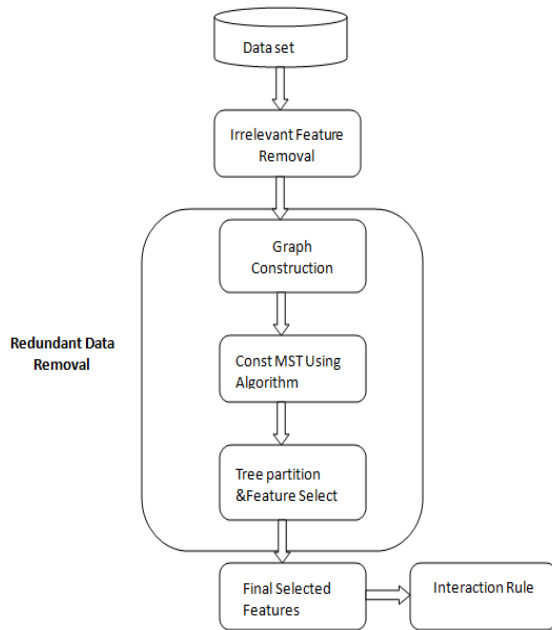 Data set
Irrelevant Feature
Removal
Graph
Construction
Redundant Data
Removal
Const MST Using
Algorithm
Tree partition
&Feature Select
Final Selected
Features
Interaction Rule